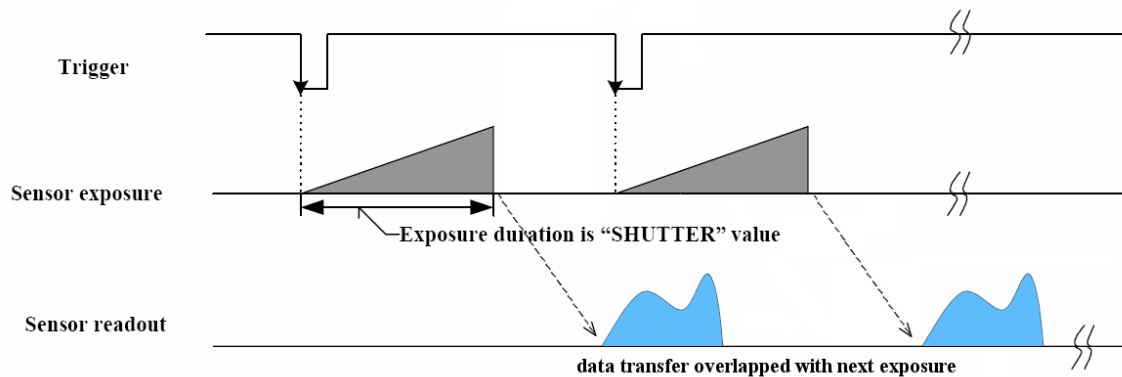 Trigger
Sensor exposure
Exposure duration is “SHUTTER” value
Sensor readout
data transfer overlapped with next exposure